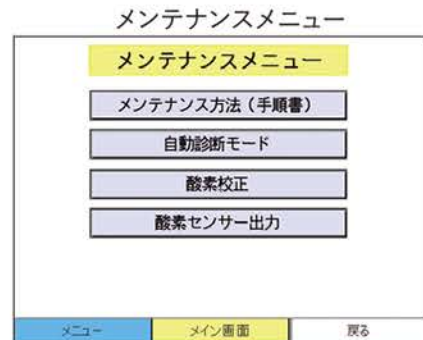 メンテナンスメニュー
メンテナンスメニュー
メンテナンス方法（手順書）
自動診断モード
酸素校正
酸素センサー出力
メニュー
メイン画面
戻る